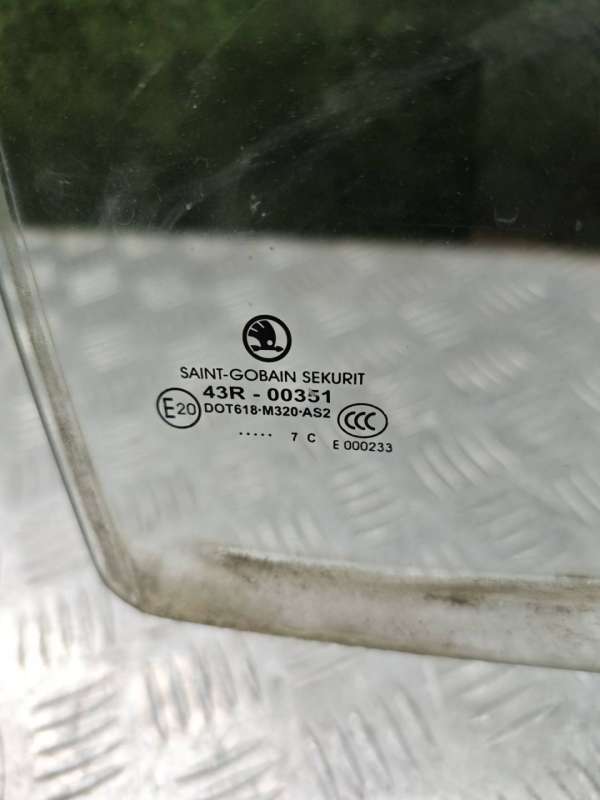 SAINT-GOBAIN SEKURIT
43R - 00351
E20 DOT618·M320·AS2 CCC
..... 7 C E 000233